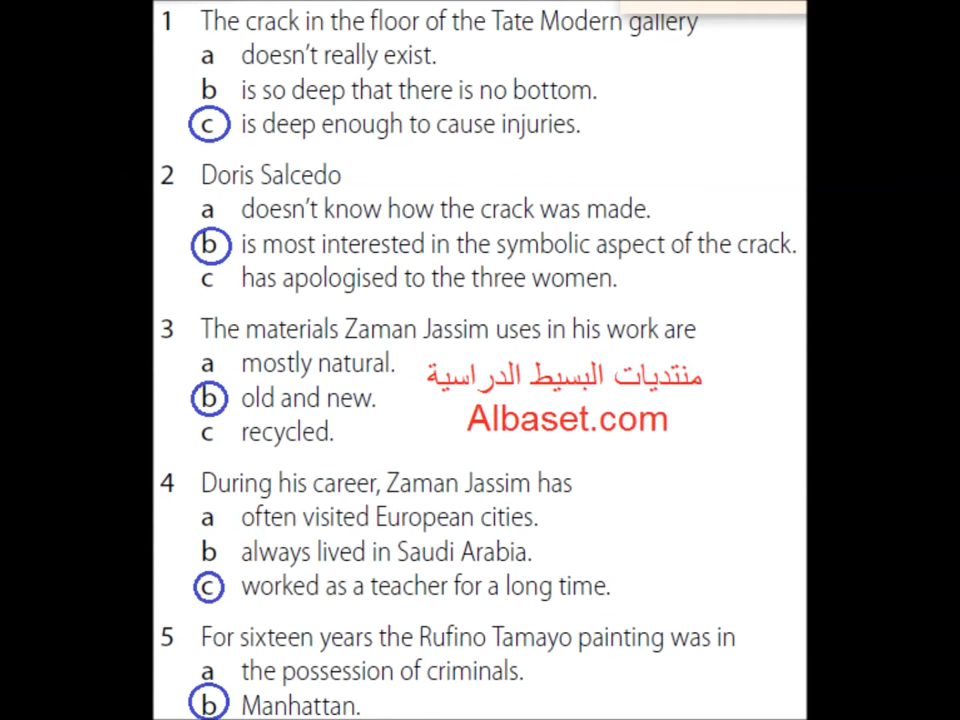 1 The crack in the floor of the Tate Modern gallery
a doesn't really exist.
b is so deep that there is no bottom.
c is deep enough to cause injuries.
2 Doris Salcedo
a doesn't know how the crack was made.
b is most interested in the symbolic aspect of the crack.
c has apologised to the three women.
3 The materials Zaman Jassim uses in his work are
a mostly natural.
b old and new.
c recycled.
منتديات البسيط الدراسية
Albaset.com
4 During his career, Zaman Jassim has
a often visited European cities.
b always lived in Saudi Arabia.
c worked as a teacher for a long time.
5 For sixteen years the Rufino Tamayo painting was in
a the possession of criminals.
b Manhattan.